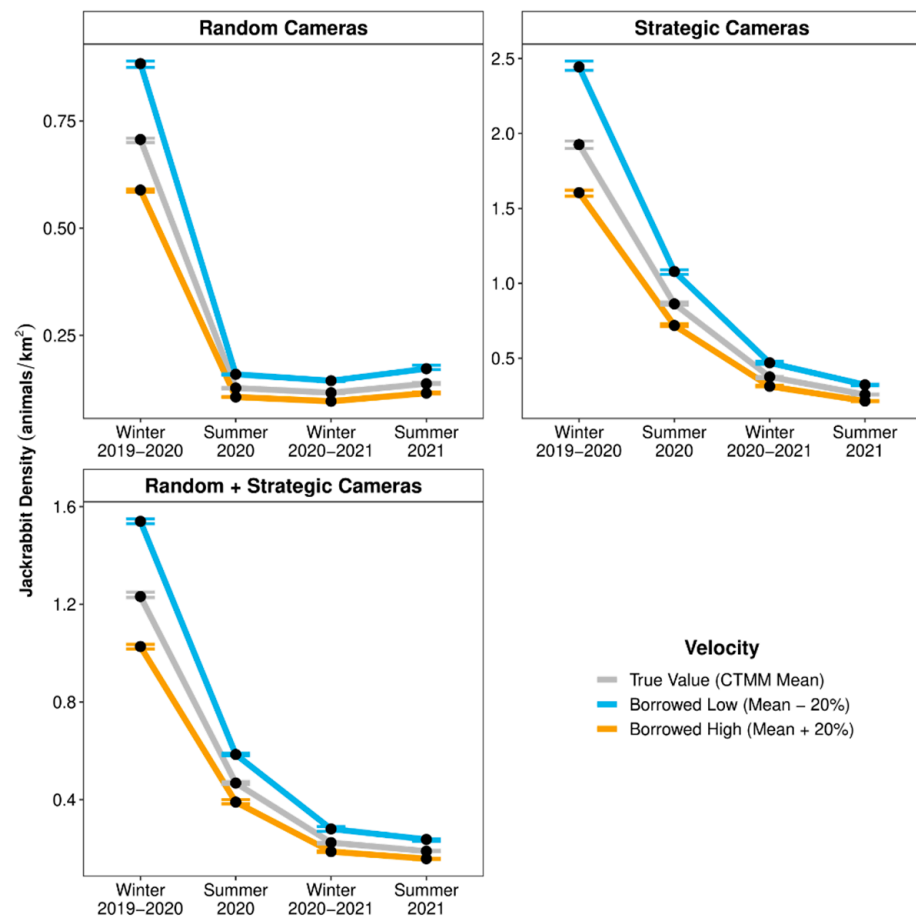 Random Cameras
Strategic Cameras
Jackrabbit Density (animals/km²)
0.75
0.50
0.25
Winter
2019−2020
Summer
2020
Winter
2020−2021
Summer
2021
2.5
2.0
1.5
1.0
0.5
Winter
2019−2020
Summer
2020
Winter
2020−2021
Summer
2021
Random + Strategic Cameras
1.6
1.2
0.8
0.4
Winter
2019−2020
Summer
2020
Winter
2020−2021
Summer
2021
Velocity
True Value (CTMM Mean)
Borrowed Low (Mean − 20%)
Borrowed High (Mean + 20%)